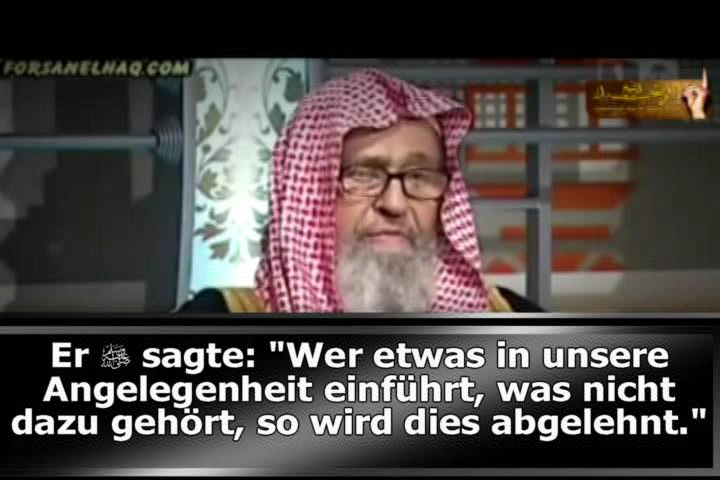 FORSANELHAQ.COM
Er ﷺ sagte: "Wer etwas in unsere
Angelegenheit einführt, was nicht
dazu gehört, so wird dies abgelehnt."